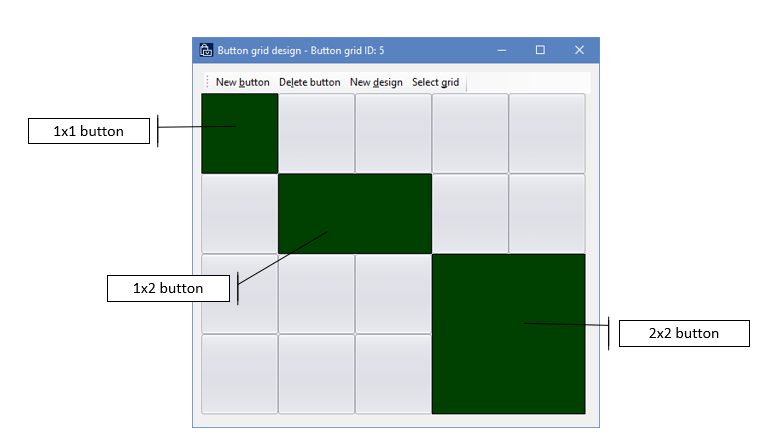 Button grid design - Button grid ID: 5
New button Delete button New design Select grid
1x1 button
1x2 button
2x2 button